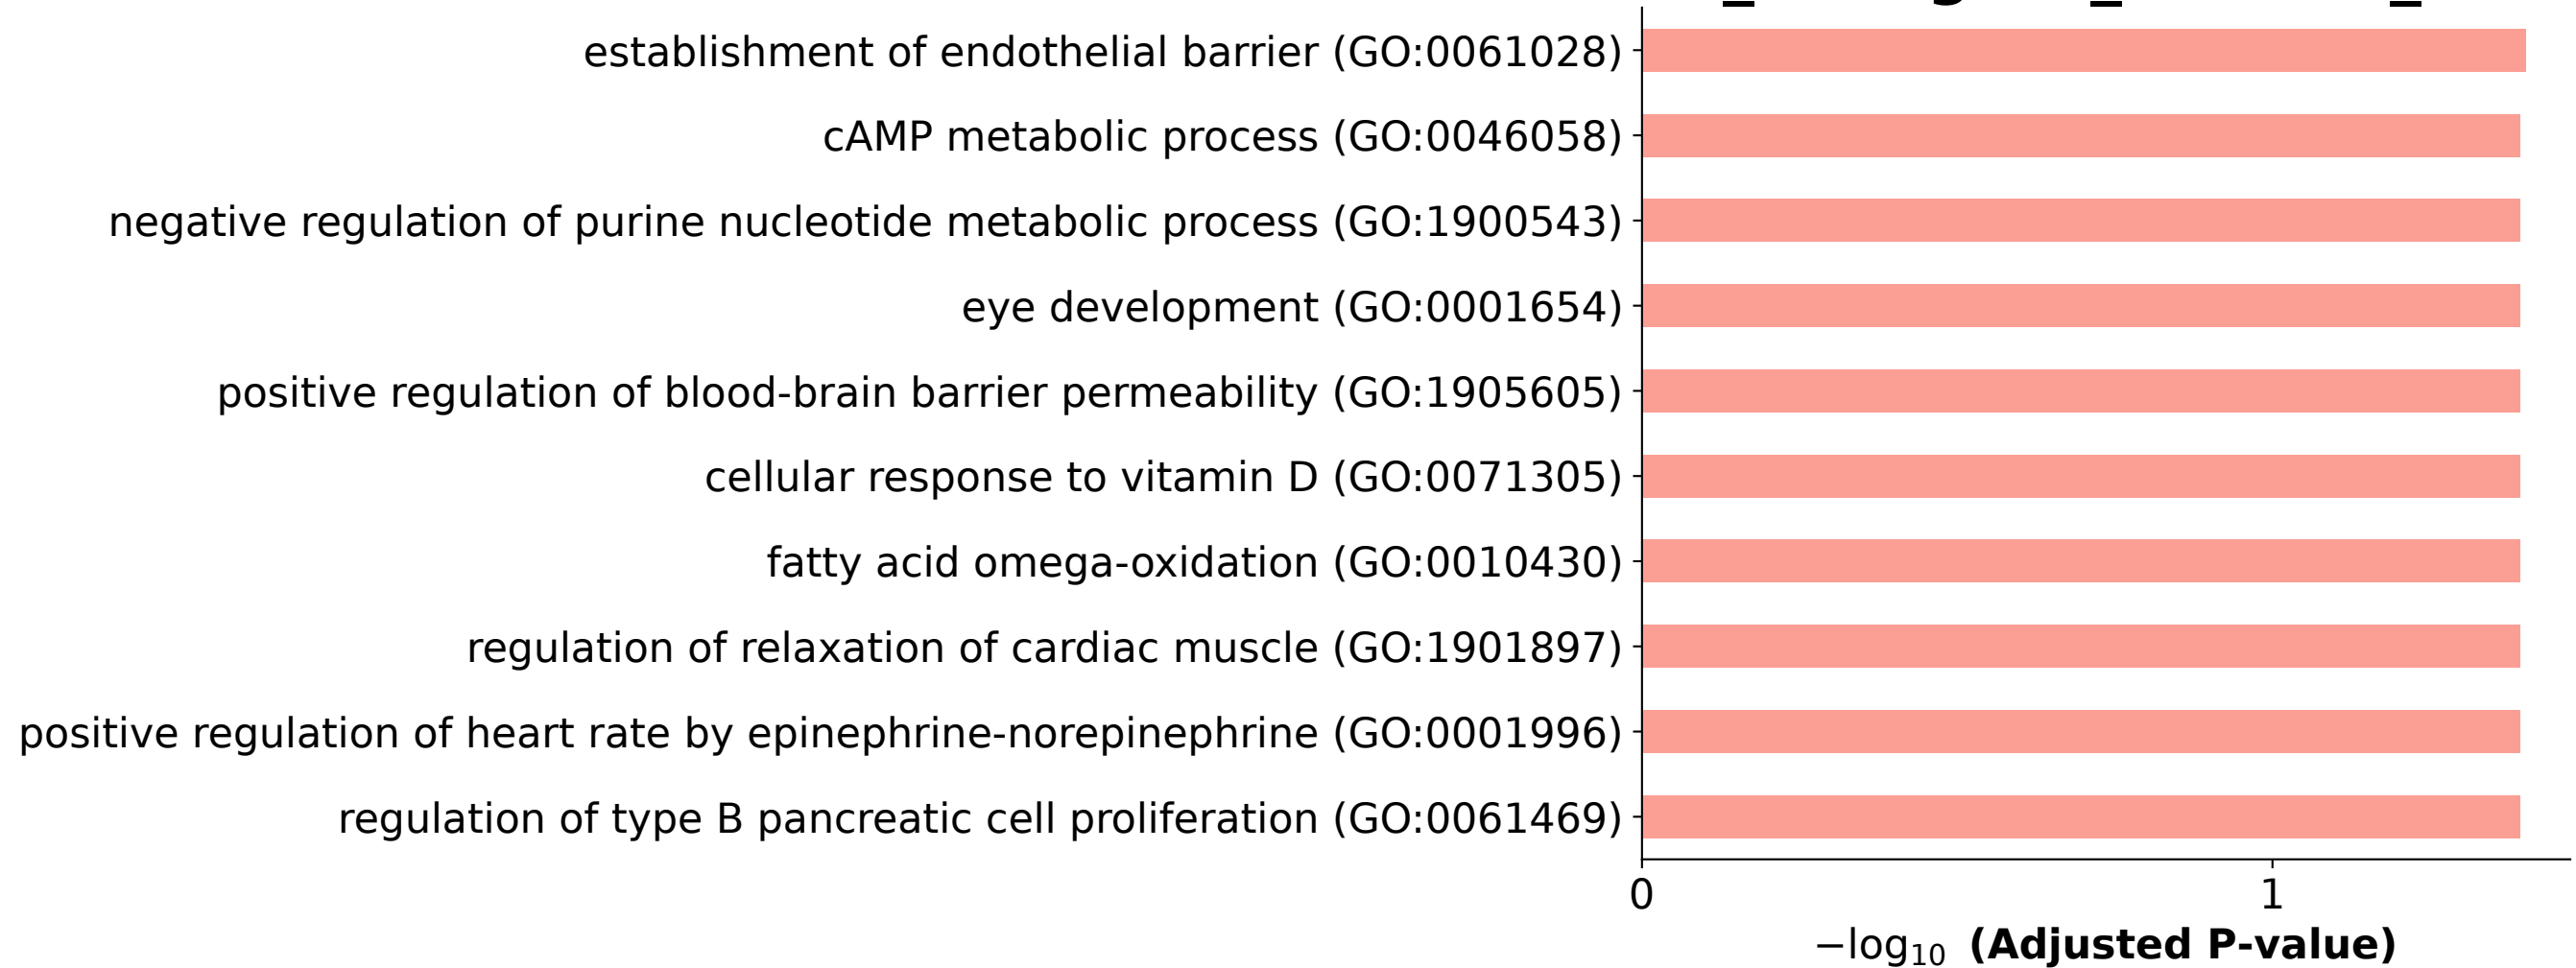 establishment of endothelial barrier (GO:0061028)
cAMP metabolic process (GO:0046058)
negative regulation of purine nucleotide metabolic process (GO:1900543)
eye development (GO:0001654)
positive regulation of blood-brain barrier permeability (GO:1905605)
cellular response to vitamin D (GO:0071305)
fatty acid omega-oxidation (GO:0010430)
regulation of relaxation of cardiac muscle (GO:1901897)
positive regulation of heart rate by epinephrine-norepinephrine (GO:0001996)
regulation of type B pancreatic cell proliferation (GO:0061469)
0 1
−log₁₀ (Adjusted P-value)